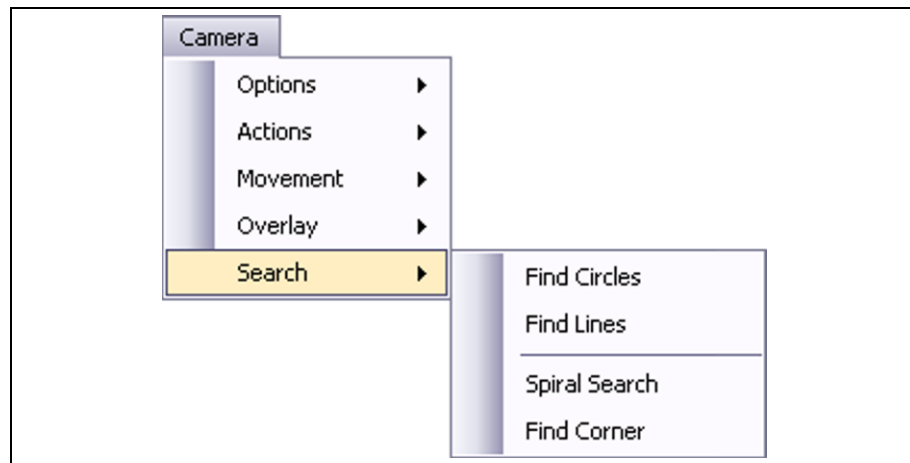 Camera
Options
Actions
Movement
Overlay
Search
Find Circles
Find Lines
Spiral Search
Find Corner